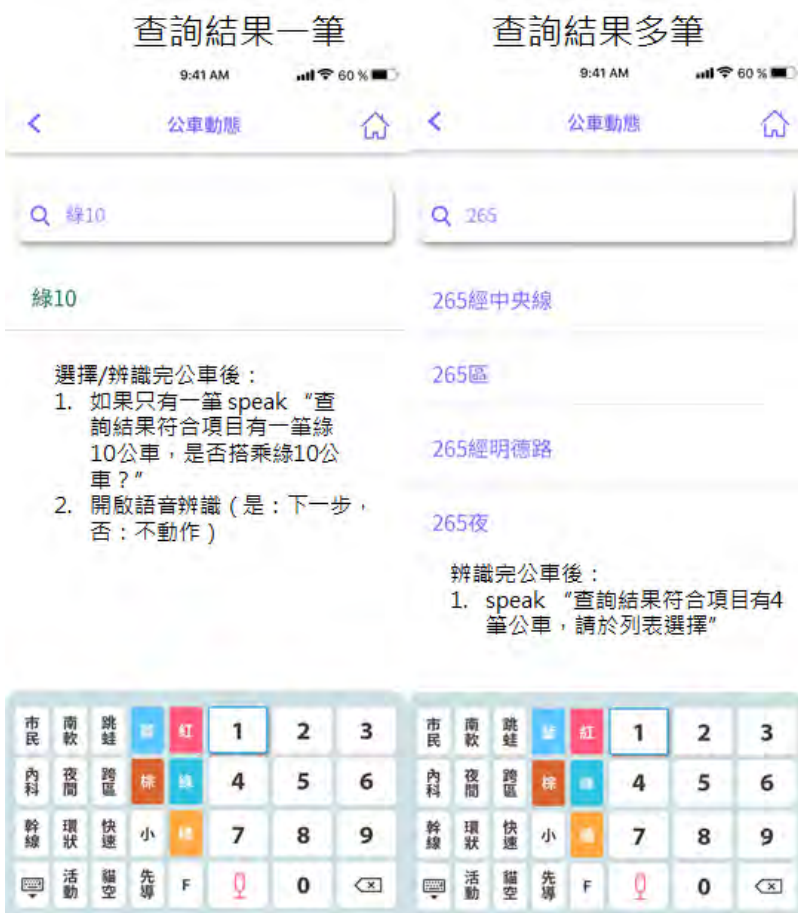 查詢結果一筆
9:41 AM
60 %
公車動態
綠10
綠10
選擇/辨識完公車後：
1. 如果只有一筆 speak “查
詢結果符合項目有一筆綠
10公車，是否搭乘綠10公
車？”
2. 開啟語音辨識（是：下一步，
否：不動作）
市民 南軟 跳蛙 紅 1 2 3
內科 夜間 跨區 棕 綠 4 5 6
幹線 環狀 快速 小 7 8 9
活動 貓空 先導 F 0
查詢結果多筆
9:41 AM
60 %
公車動態
265
265經中央線
265區
265經明德路
265夜
辨識完公車後：
1. speak “查詢結果符合項目有4
筆公車，請於列表選擇”
市民 南軟 跳蛙 紅 1 2 3
內科 夜間 跨區 棕 4 5 6
幹線 環狀 快速 小 7 8 9
活動 貓空 先導 F 0